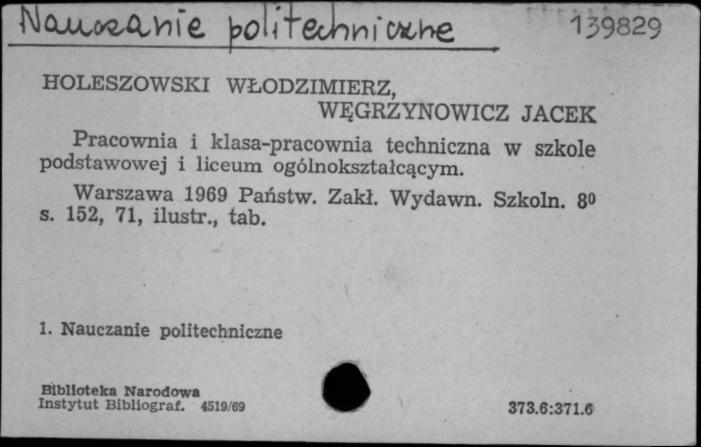 Nauczanie politechniczne 139829
HOLESZOWSKI WŁODZIMIERZ,
WĘGRZYNOWICZ JACEK
Pracownia i klasa-pracownia techniczna w szkole
podstawowej i liceum ogólnokształcącym.
Warszawa 1969 Państw. Zakł. Wydawn. Szkoln. 8⁰
s. 152, 71, ilustr., tab.
1. Nauczanie politechniczne
Biblioteka Narodowa
Instytut Bibliograf. 4519/69
373.6:371.6